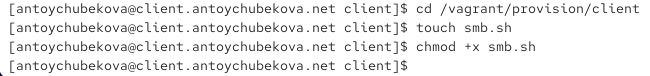 [antoychubekova@client.antoychubekova.net client]$ cd /vagrant/provision/client
[antoychubekova@client.antoychubekova.net client]$ touch smb.sh
[antoychubekova@client.antoychubekova.net client]$ chmod +x smb.sh
[antoychubekova@client.antoychubekova.net client]$